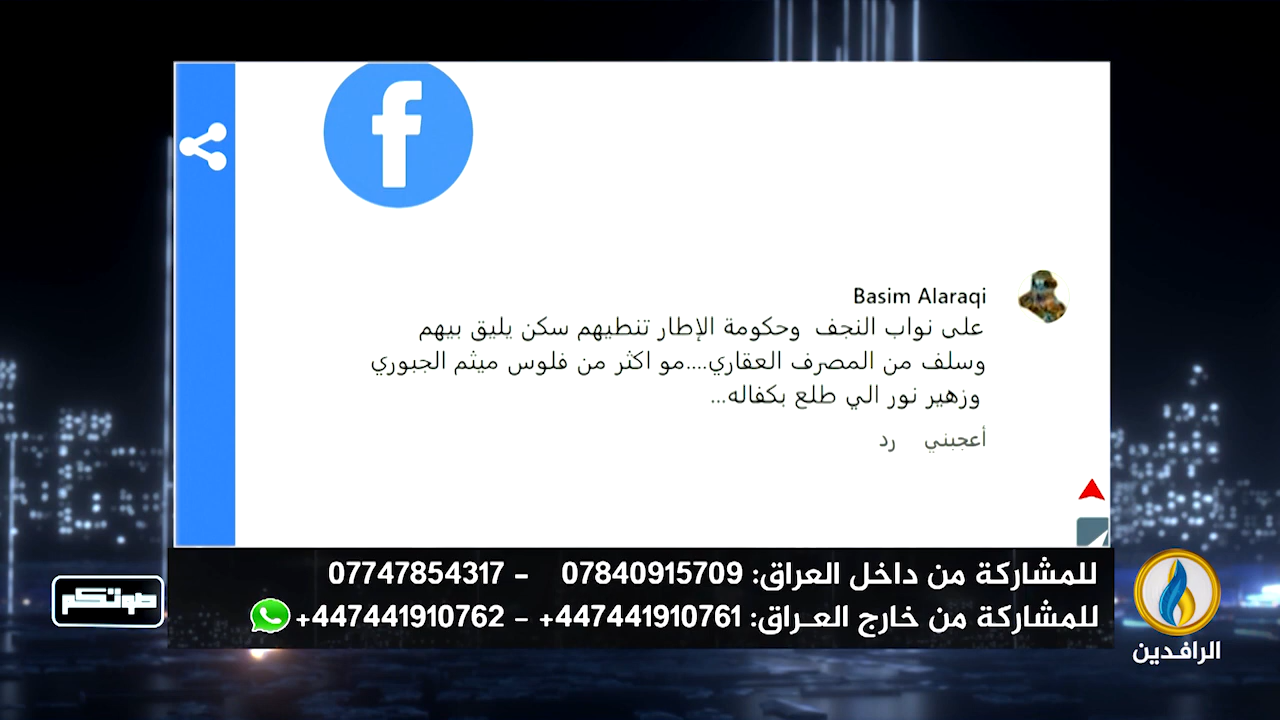 f
Basim Alaraqi
على نواب النجف وحكومة الإطار تنطيهم سكن يليق بيهم
وسلف من المصرف العقاري....مو اكثر من فلوس ميثم الجبوري
وزهير نور الي طلع بكفاله...
أعجبني رد
للمشاركة من داخل العراق: 07840915709 - 07747854317
للمشاركة من خارج العـراق: 447441910761+ - 447441910762+
صوتكم
الرافدين